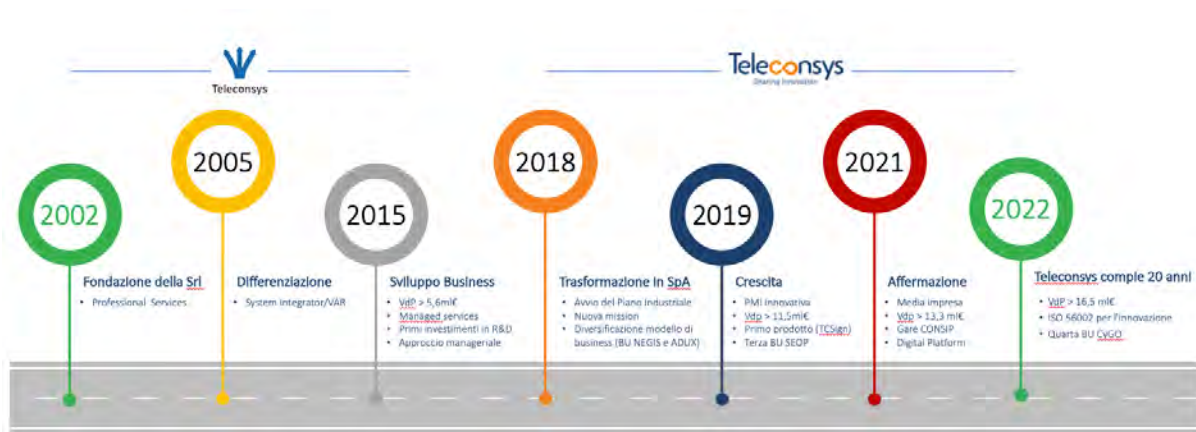 Teleconsys
Teleconsys
Sharing Innovation
2002
Fondazione della Srl
• Professional Services
2005
Differenziazione
• System Integrator/VAR
2015
Sviluppo Business
• VdP > 5,6ml€
• Managed services
• Primi investimenti in R&D
• Approccio manageriale
2018
Trasformazione in SpA
• Avvio del Piano Industriale
• Nuova mission
• Diversificazione modello di
business (BU NEGIS e ADUX)
2019
Crescita
• PMI innovativa
• Vdp > 11,5ml€
• Primo prodotto (TCSign)
• Terza BU SEOP
2021
Affermazione
• Media impresa
• Vdp > 13,3 ml€
• Gare CONSIP
• Digital Platform
2022
Teleconsys compie 20 anni
• VdP > 16,5 ml€
• ISO 56002 per l'innovazione
• Quarta BU CyGO